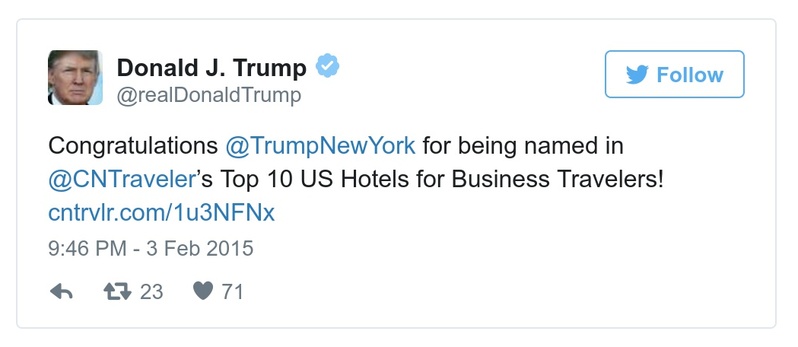 Donald J. Trump
@realDonaldTrump
Follow
Congratulations @TrumpNewYork for being named in
@CNTraveler’s Top 10 US Hotels for Business Travelers!
cntrvlr.com/1u3NFNx
9:46 PM - 3 Feb 2015
23 71